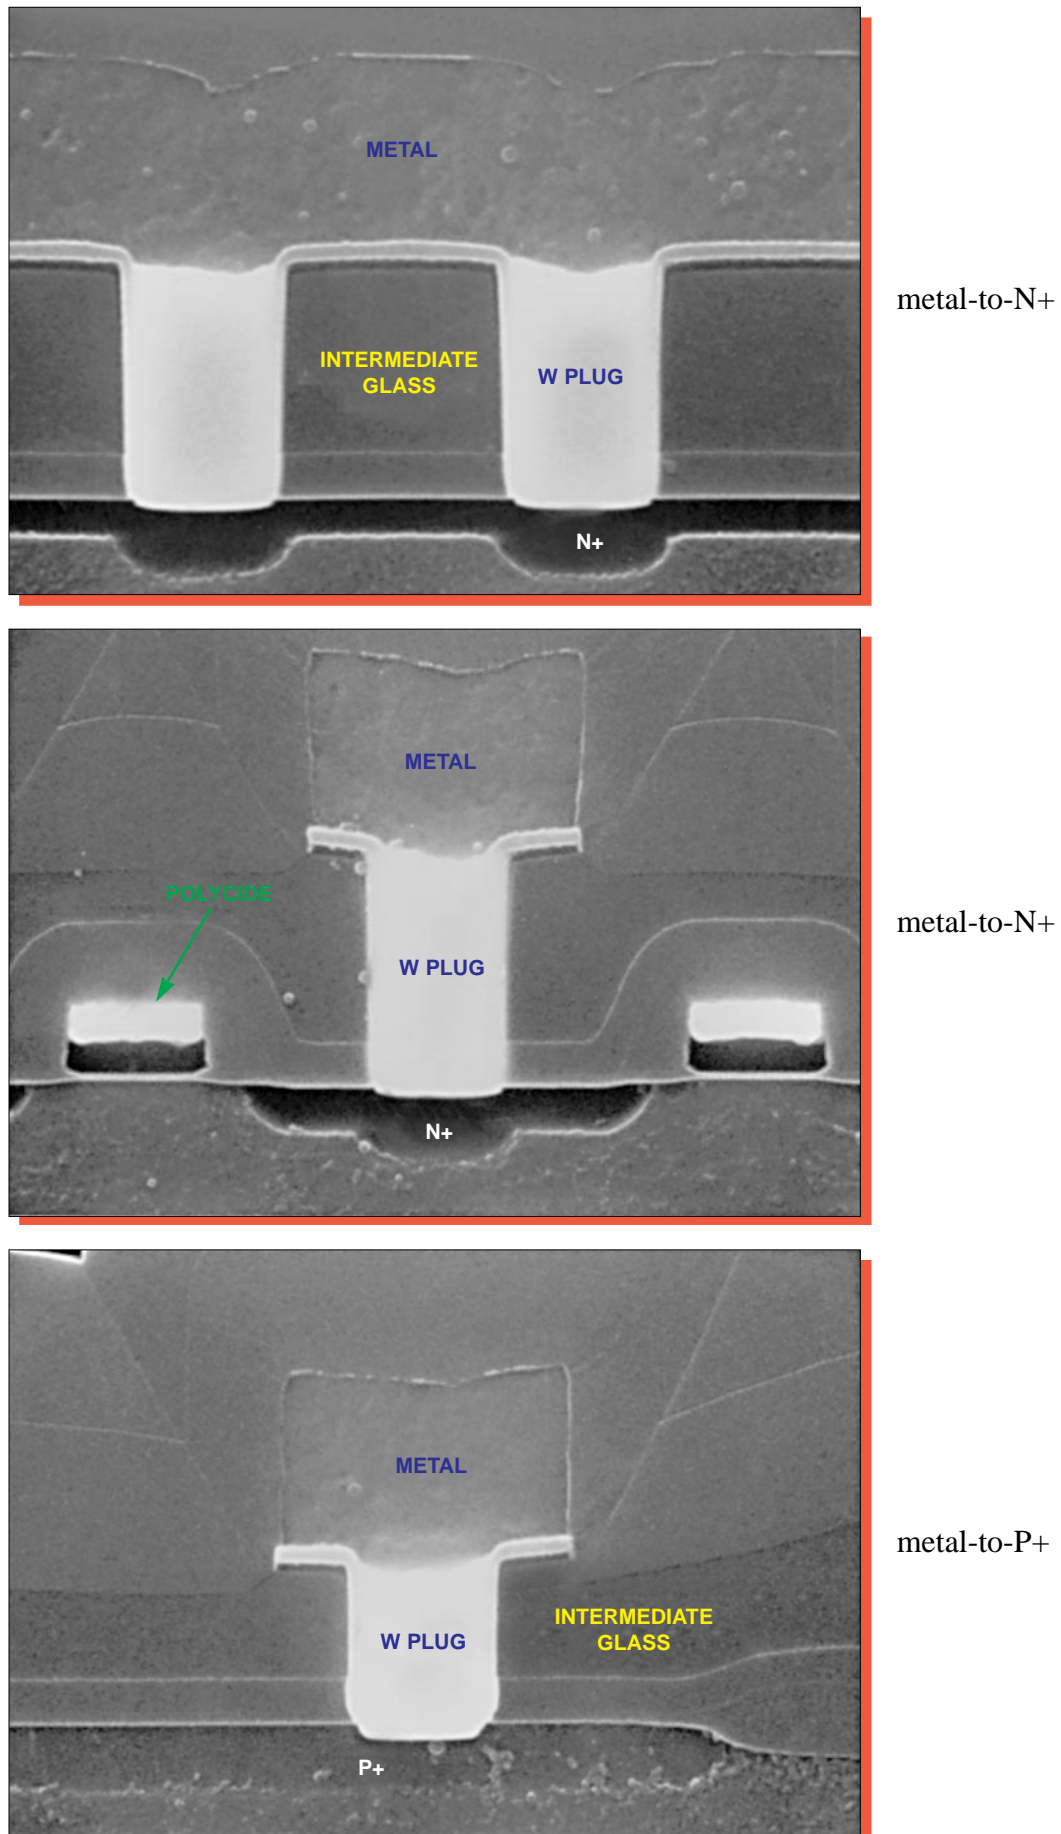 METAL
metal-to-N+
INTERMEDIATE
GLASS
W PLUG
N+
METAL
POLYCIDE
metal-to-N+
W PLUG
N+
METAL
metal-to-P+
INTERMEDIATE
GLASS
W PLUG
P+